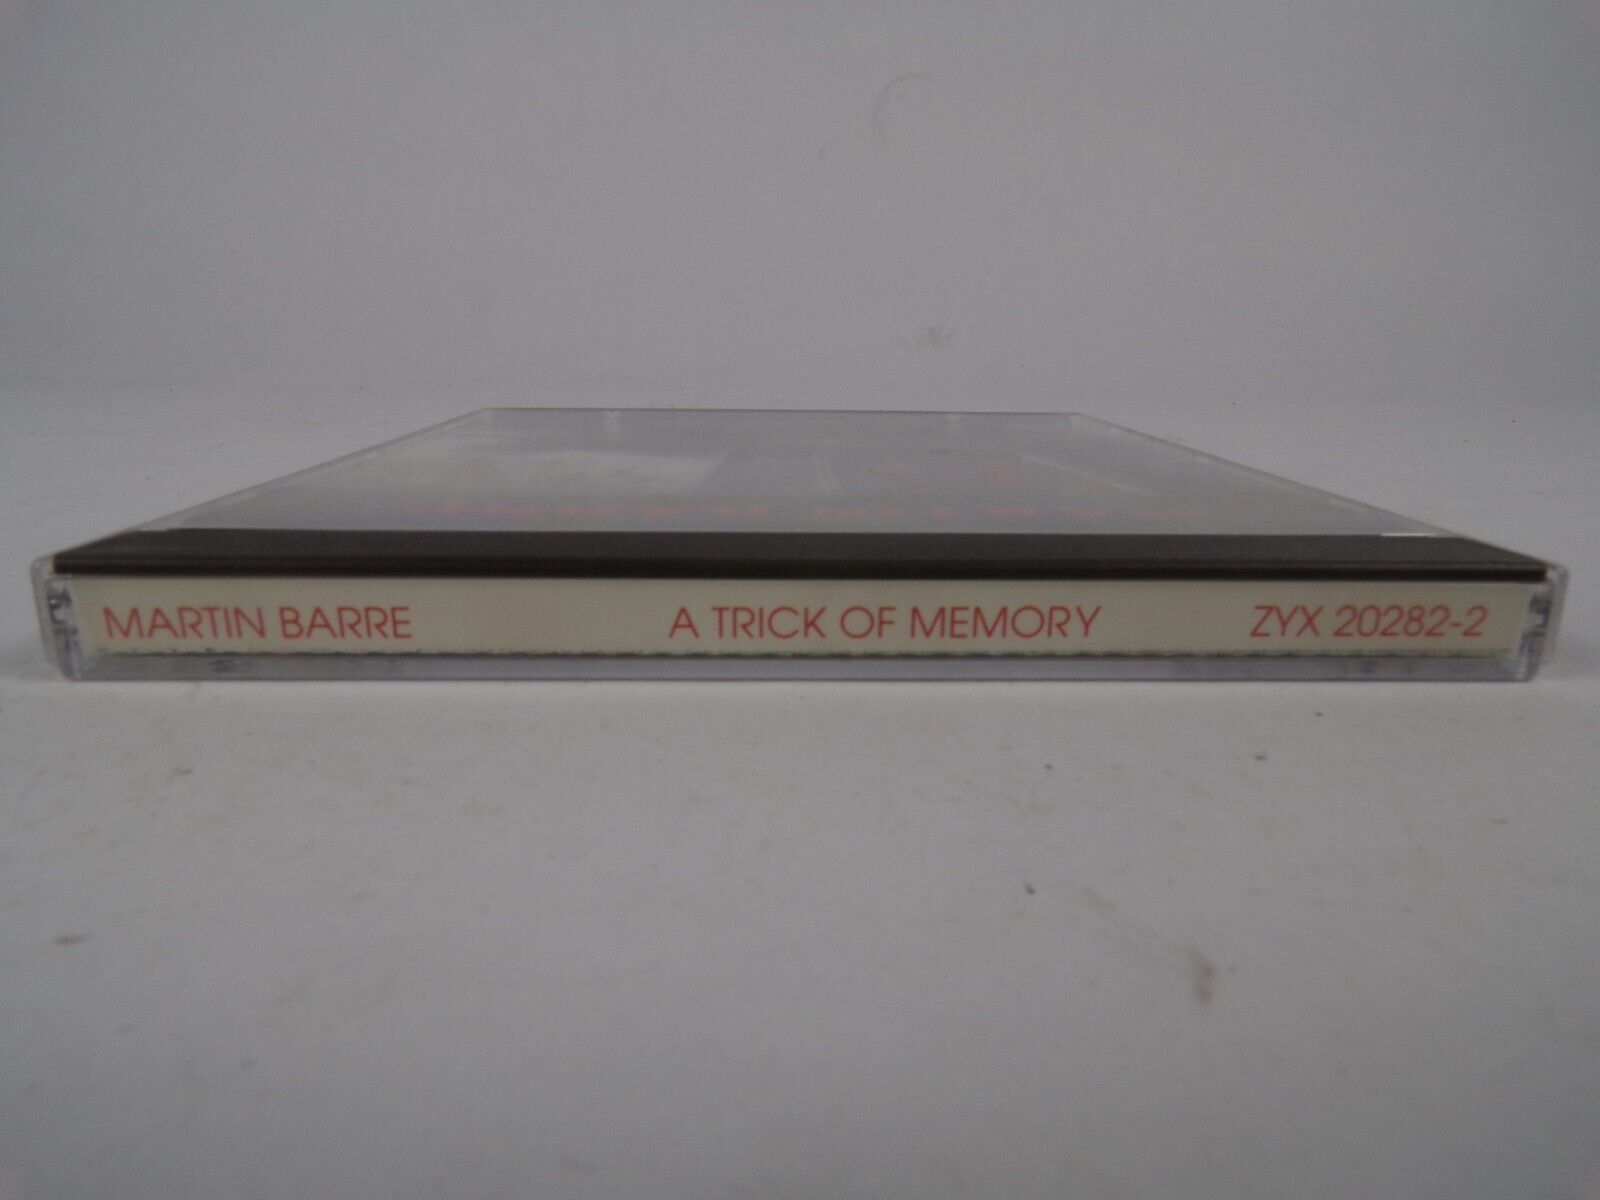 MARTIN BARRE A TRICK OF MEMORY ZYX 20282-2